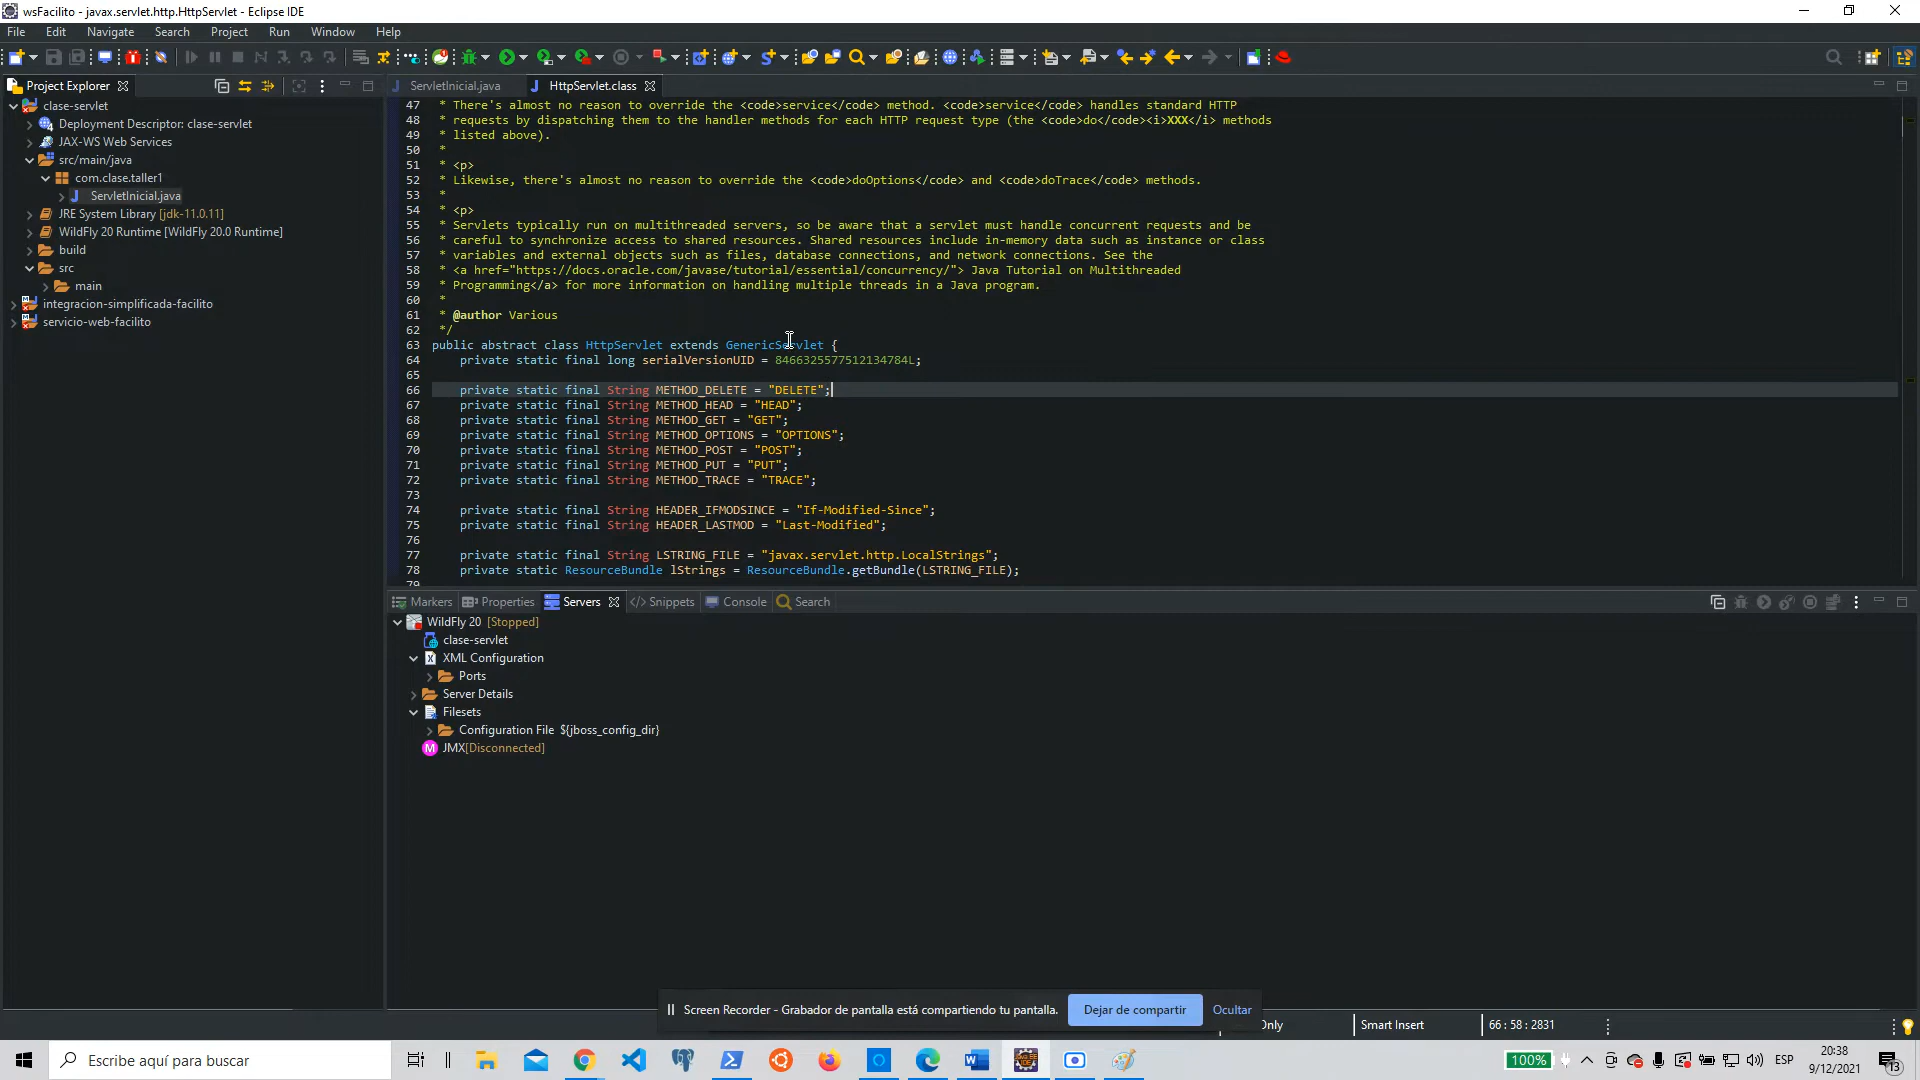 wsFacilito - javax.servlet.http.HttpServlet - Eclipse IDE
File Edit Navigate Search Project Run Window Help
Project Explorer
clase-servlet
Deployment Descriptor: clase-servlet
JAX-WS Web Services
src/main/java
com.clase.taller1
ServletInicial.java
JRE System Library [jdk-11.0.11]
WildFly 20 Runtime [WildFly 20.0 Runtime]
build
src
main
integracion-simplificada-facilito
servicio-web-facilito
ServletInicial.java HttpServlet.class
47 * There's almost no reason to override the <code>service</code> method. <code>service</code> handles standard HTTP
48 * requests by dispatching them to the handler methods for each HTTP request type (the <code>do</code><i>XXX</i> methods
49 * listed above).
50 *
51 * <p>
52 * Likewise, there's almost no reason to override the <code>doOptions</code> and <code>doTrace</code> methods.
53 *
54 * <p>
55 * Servlets typically run on multithreaded servers, so be aware that a servlet must handle concurrent requests and be
56 * careful to synchronize access to shared resources. Shared resources include in-memory data such as instance or class
57 * variables and external objects such as files, database connections, and network connections. See the
58 * <a href="https://docs.oracle.com/javase/tutorial/essential/concurrency/"> Java Tutorial on Multithreaded
59 * Programming</a> for more information on handling multiple threads in a Java program.
60 *
61 * @author Various
62 */
63 public abstract class HttpServlet extends GenericServlet {
64 private static final long serialVersionUID = 8466325577512134784L;
65
66 private static final String METHOD_DELETE = "DELETE";
67 private static final String METHOD_HEAD = "HEAD";
68 private static final String METHOD_GET = "GET";
69 private static final String METHOD_OPTIONS = "OPTIONS";
70 private static final String METHOD_POST = "POST";
71 private static final String METHOD_PUT = "PUT";
72 private static final String METHOD_TRACE = "TRACE";
73
74 private static final String HEADER_IFMODSINCE = "If-Modified-Since";
75 private static final String HEADER_LASTMOD = "Last-Modified";
76
77 private static final String LSTRING_FILE = "javax.servlet.http.LocalStrings";
78 private static ResourceBundle lStrings = ResourceBundle.getBundle(LSTRING_FILE);
79
Markers Properties Servers Snippets Console Search
WildFly 20 [Stopped]
clase-servlet
XML Configuration
Ports
Server Details
Filesets
Configuration File ${jboss_config_dir}
JMX[Disconnected]
Screen Recorder - Grabador de pantalla está compartiendo tu pantalla. Dejar de compartir Ocultar
Only Smart Insert 66 : 58 : 2831
Escribe aquí para buscar
100% ESP 20:38
9/12/2021
13